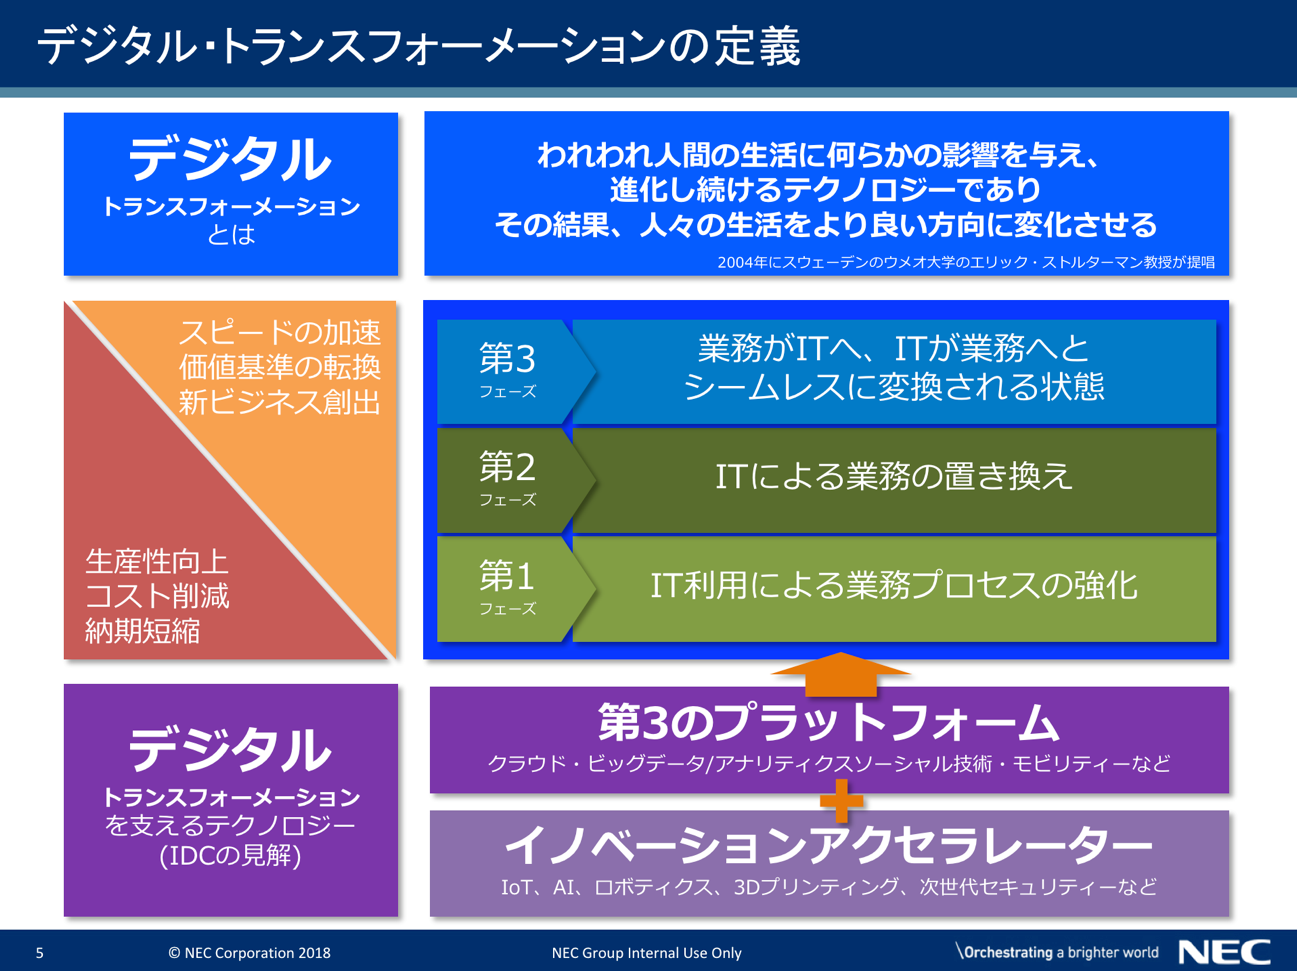 デジタル・トランスフォーメーションの定義
デジタル
トランスフォーメーション
とは
われわれ人間の生活に何らかの影響を与え、
進化し続けるテクノロジーであり
その結果、人々の生活をより良い方向に変化させる
2004年にスウェーデンのウメオ大学のエリック・ストルターマン教授が提唱
スピードの加速
価値基準の転換
新ビジネス創出
生産性向上
コスト削減
納期短縮
第3
フェーズ
業務がITへ、ITが業務へと
シームレスに変換される状態
第2
フェーズ
ITによる業務の置き換え
第1
フェーズ
IT利用による業務プロセスの強化
デジタル
トランスフォーメーション
を支えるテクノロジー
(IDCの見解)
第3のプラットフォーム
クラウド・ビッグデータ/アナリティクスソーシャル技術・モビリティーなど
イノベーションアクセラレーター
IoT、AI、ロボティクス、3Dプリンティング、次世代セキュリティーなど
5
© NEC Corporation 2018
NEC Group Internal Use Only
\Orchestrating a brighter world
NEC